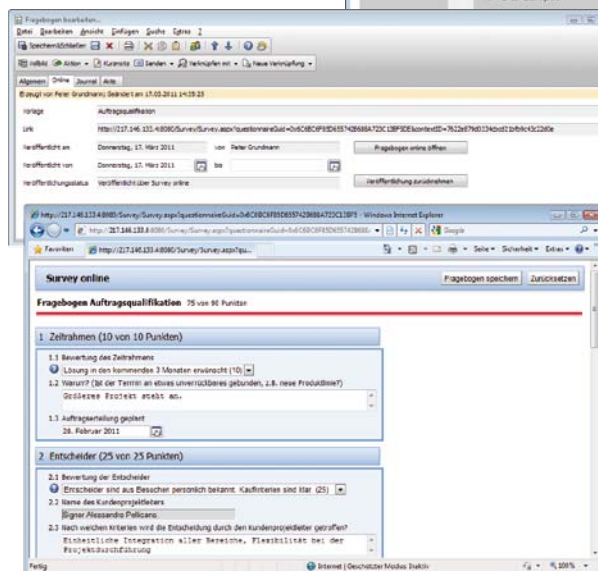 Fragebogen bearbeiten...
Datei Bearbeiten Ansicht Einfügen Suche Extras ?
Speichern&Schließen
Vollbild Aktion Kurznotiz Senden Verknüpfen mit Neue Verknüpfung
Allgemein Online Journal Akte
Erzeugt von Peter Grundmann; Geändert am 17.03.2011 14:35:23
Vorlage Auftragsqualifikation
Link
Veröffentlicht am Donnerstag, 17. März 2011 von Peter Grundmann Fragebogen online öffnen
Veröffentlicht von Donnerstag, 17. März 2011 bis
Veröffentlichungsstatus Veröffentlicht über Survey online Veröffentlichung zurücknehmen
Windows Internet Explorer
Google
Favoriten Seite Sicherheit Extras
Survey online Fragebogen speichern Zurücksetzen
Fragebogen Auftragsqualifikation 75 von 90 Punkten
1 Zeitrahmen (10 von 10 Punkten)
1.1 Bewertung des Zeitrahmens
Lösung in den kommenden 3 Monaten erwünscht (10)
1.2 Warum? (Ist der Termin an etwas unverrückbares gebunden, z.B. neue Produktlinie?)
Größeres Projekt steht an.
1.3 Auftragserteilung geplant
28. Februar 2011
2 Entscheider (25 von 25 Punkten)
2.1 Bewertung der Entscheider
Entscheider sind aus Besuchen persönlich bekannt. Kaufkriterien sind klar (25)
2.2 Name des Kundenprojektleiters
Signor Alessandro Pellicano
2.3 Nach welchen Kriterien wird die Entscheidung durch den Kundenprojektleiter getroffen?
Einheitliche Integration aller Bereiche, Flexibilität bei der
Projektdurchführung
Fertig Internet | Geschützter Modus: Inaktiv 100%